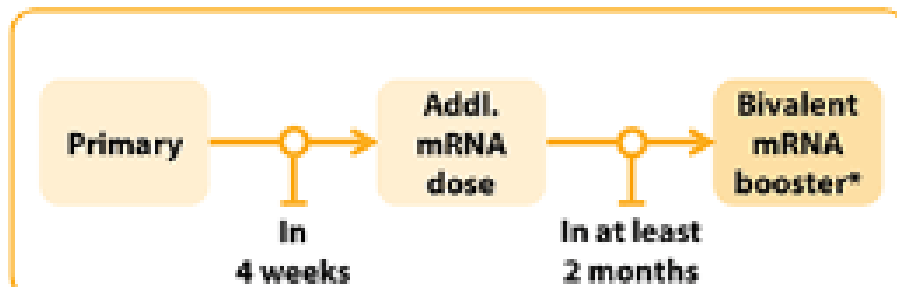 Primary
In
4 weeks
Addl.
mRNA
dose
In at least
2 months
Bivalent
mRNA
booster*